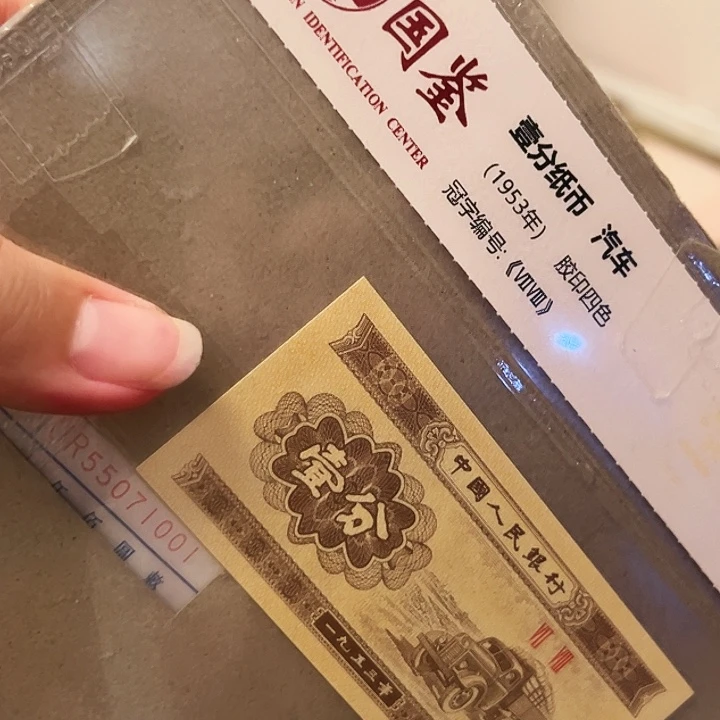 国鉴
N IDENTIFICATION CENTER
壹分纸币 汽车
(1953年) 胶印四色
冠字编号:《ⅦⅧ》
中國人民銀行
壹分
一九五三年
R55071001